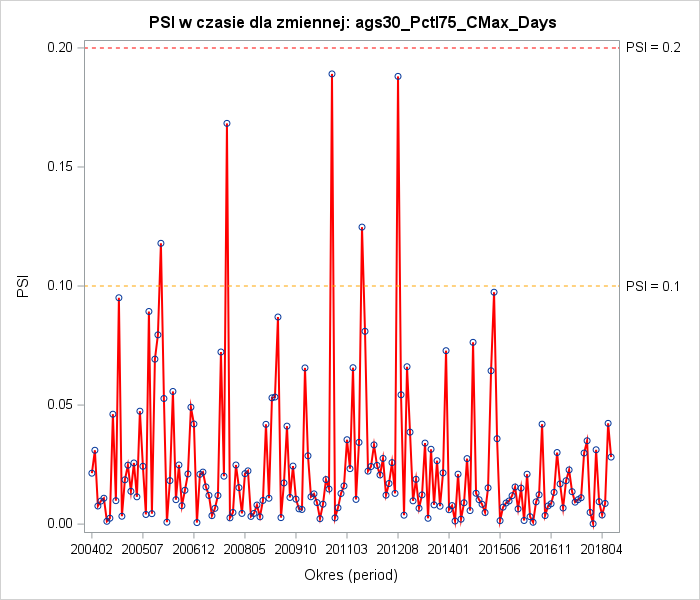 PSI w czasie dla zmiennej: ags30_Pctl75_CMax_Days
0.20
PSI = 0.2
0.15
PSI
0.10
PSI = 0.1
0.05
0.00
200402 200507 200612 200805 200910 201103 201208 201401 201506 201611 201804
Okres (period)